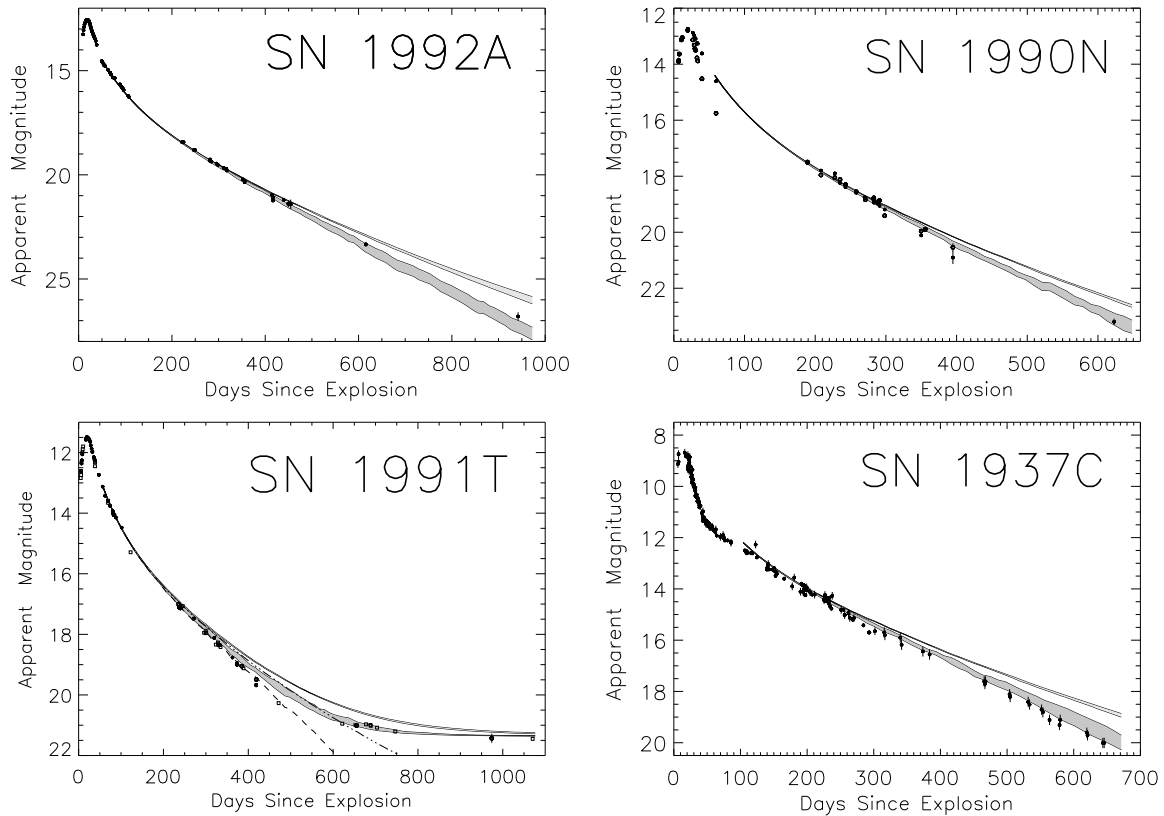 SN 1992A
15
20
25
0 200 400 600 800 1000
Days Since Explosion
Apparent Magnitude
SN 1990N
12
14
16
18
20
22
0 100 200 300 400 500 600
Days Since Explosion
Apparent Magnitude
SN 1991T
12
14
16
18
20
22
0 200 400 600 800 1000
Days Since Explosion
Apparent Magnitude
SN 1937C
8
10
12
14
16
18
20
0 100 200 300 400 500 600 700
Days Since Explosion
Apparent Magnitude